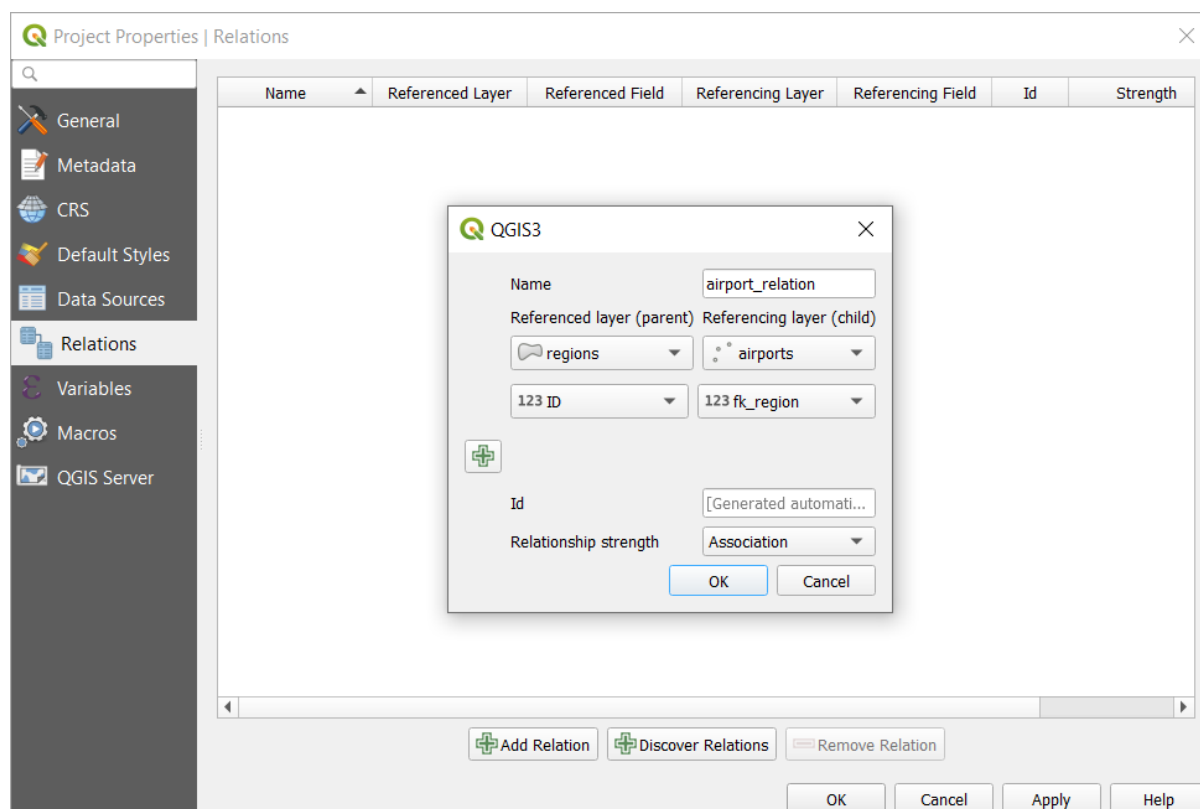 Project Properties | Relations
General
Metadata
CRS
Default Styles
Data Sources
Relations
Variables
Macros
QGIS Server
Name Referenced Layer Referenced Field Referencing Layer Referencing Field Id Strength
QGIS3
Name airport_relation
Referenced layer (parent) Referencing layer (child)
regions airports
123 ID 123 fk_region
Id [Generated automati...
Relationship strength Association
OK Cancel
Add Relation Discover Relations Remove Relation
OK Cancel Apply Help